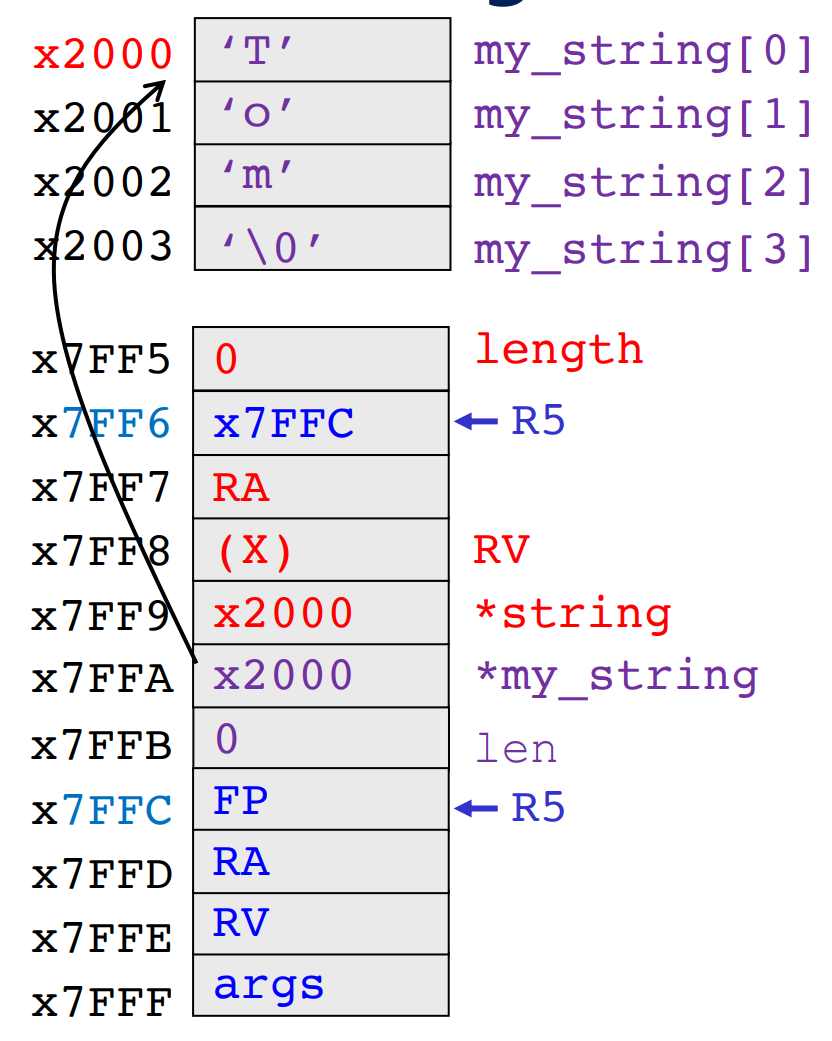 x2000 ‘T’ my_string[0]
x2001 ‘o’ my_string[1]
x2002 ‘m’ my_string[2]
x2003 ‘\0’ my_string[3]
x7FF5 0 length
x7FF6 x7FFC R5
x7FF7 RA
x7FF8 (X) RV
x7FF9 x2000 *string
x7FFA x2000 *my_string
x7FFB 0 len
x7FFC FP R5
x7FFD RA
x7FFE RV
x7FFF args